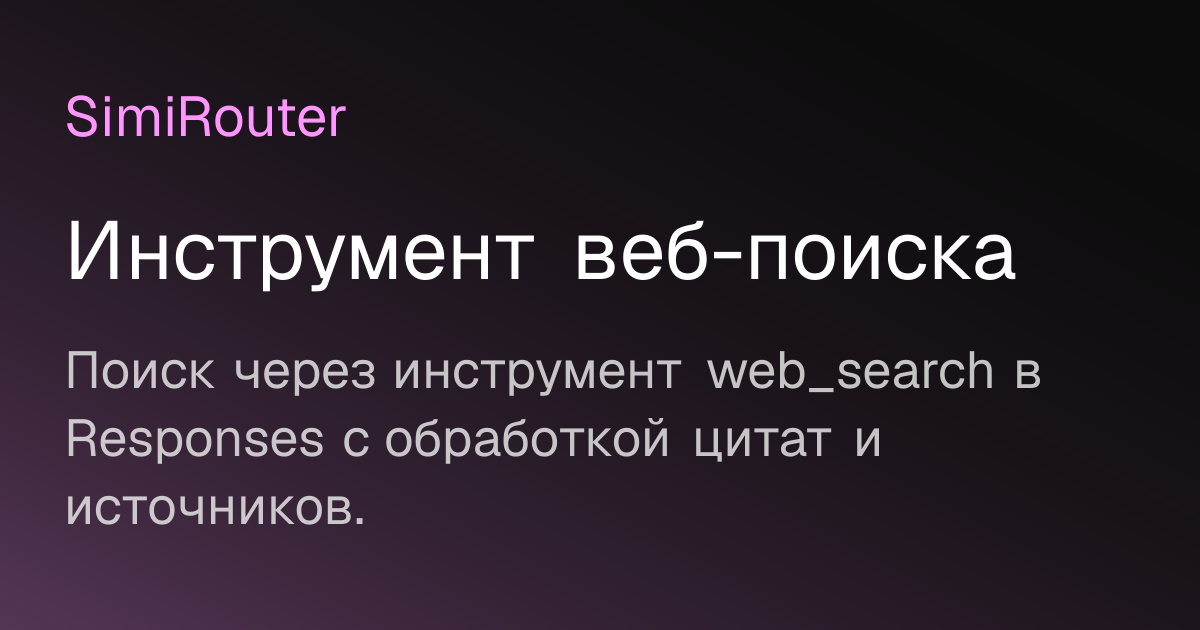 SimiRouter
Инструмент веб-поиска
Поиск через инструмент web_search в
Responses с обработкой цитат и
источников.